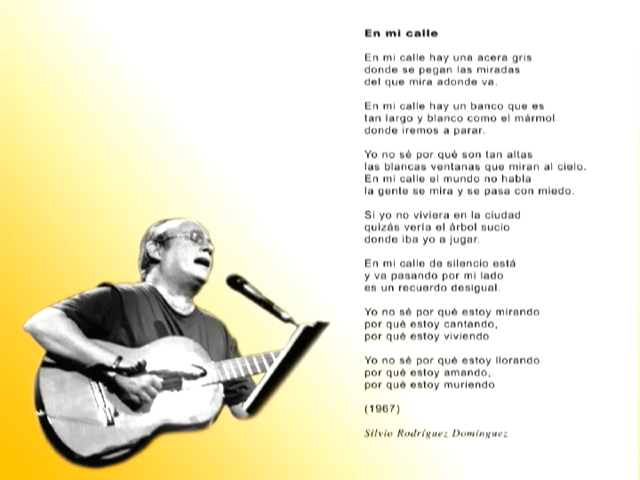 En mi calle
En mi calle hay una acera gris
donde se pegan las miradas
del que mira adonde va.
En mi calle hay un banco que es
tan largo y blanco como el mármol
donde iremos a parar.
Yo no sé por qué son tan altas
las blancas ventanas que miran al cielo.
En mi calle el mundo no habla
la gente se mira y se pasa con miedo.
Si yo no viviera en la ciudad
quizás vería el árbol sucio
donde iba yo a jugar.
En mi calle de silencio está
y va pasando por mi lado
es un recuerdo desigual.
Yo no sé por qué estoy mirando
por qué estoy cantando,
por qué estoy viviendo
Yo no sé por qué estoy llorando
por qué estoy amando,
por qué estoy muriendo
(1967)
Silvio Rodríguez Domínguez